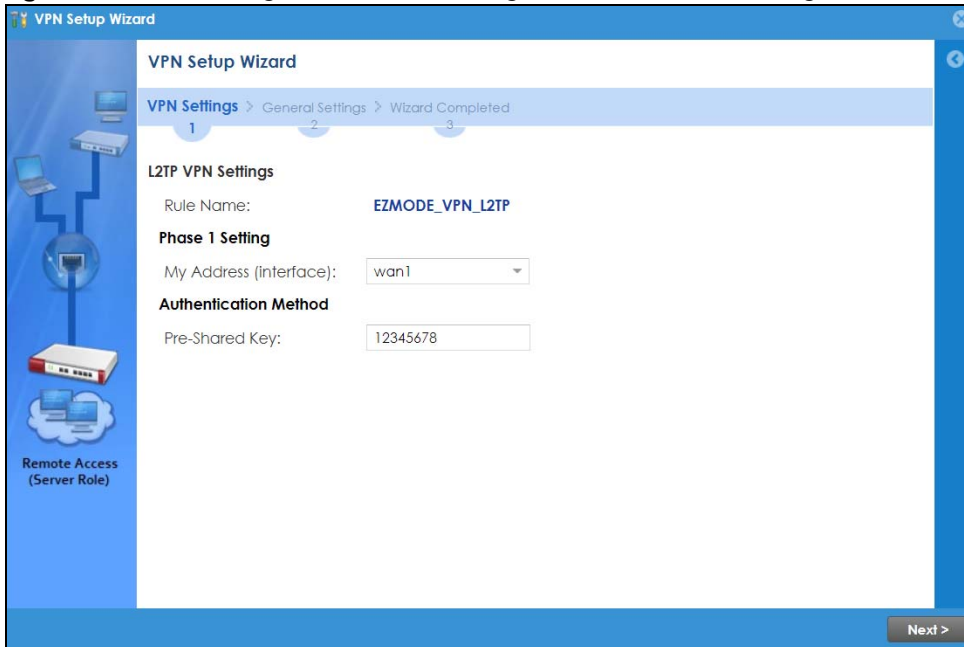 VPN Setup Wizard
VPN Setup Wizard
VPN Settings > General Settings > Wizard Completed
1 2 3
L2TP VPN Settings
Rule Name: EZMODE_VPN_L2TP
Phase 1 Setting
My Address (interface): wan1
Authentication Method
Pre-Shared Key: 12345678
Remote Access
(Server Role)
Next >